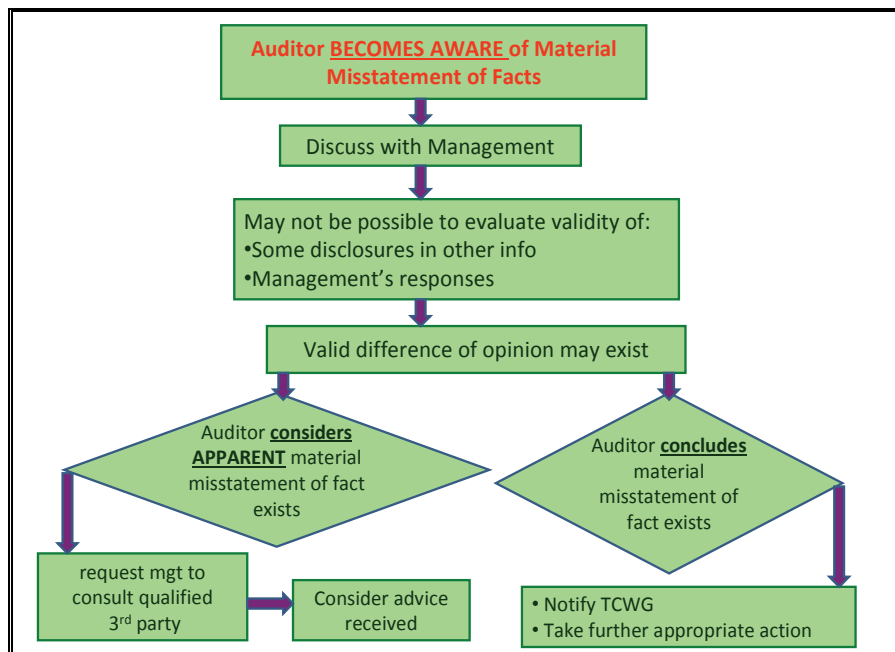 Auditor BECOMES AWARE of Material
Misstatement of Facts
Discuss with Management
May not be possible to evaluate validity of:
•Some disclosures in other info
•Management’s responses
Valid difference of opinion may exist
Auditor considers
APPARENT material
misstatement of fact
exists
Auditor concludes
material
misstatement of
fact exists
request mgt to
consult qualified
3rd party
Consider advice
received
• Notify TCWG
• Take further appropriate action